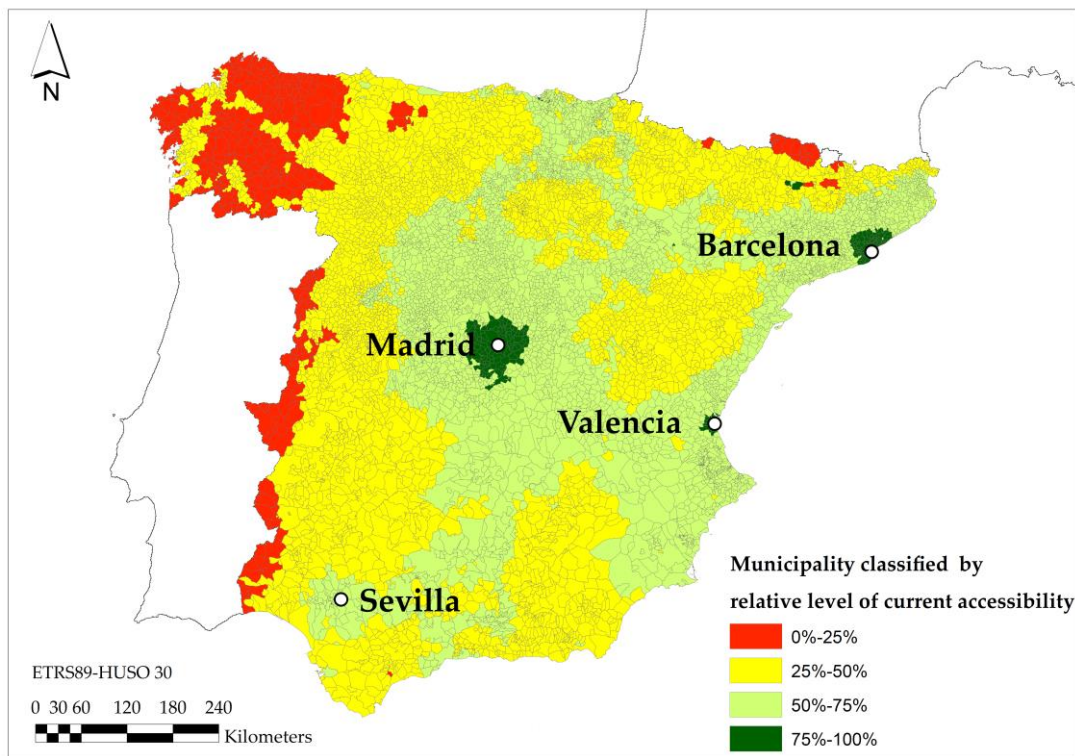 N
Barcelona
Madrid
Valencia
Sevilla
Municipality classified by
relative level of current accessibility
0%-25%
25%-50%
50%-75%
75%-100%
ETRS89-HUSO 30
0 30 60 120 180 240
Kilometers